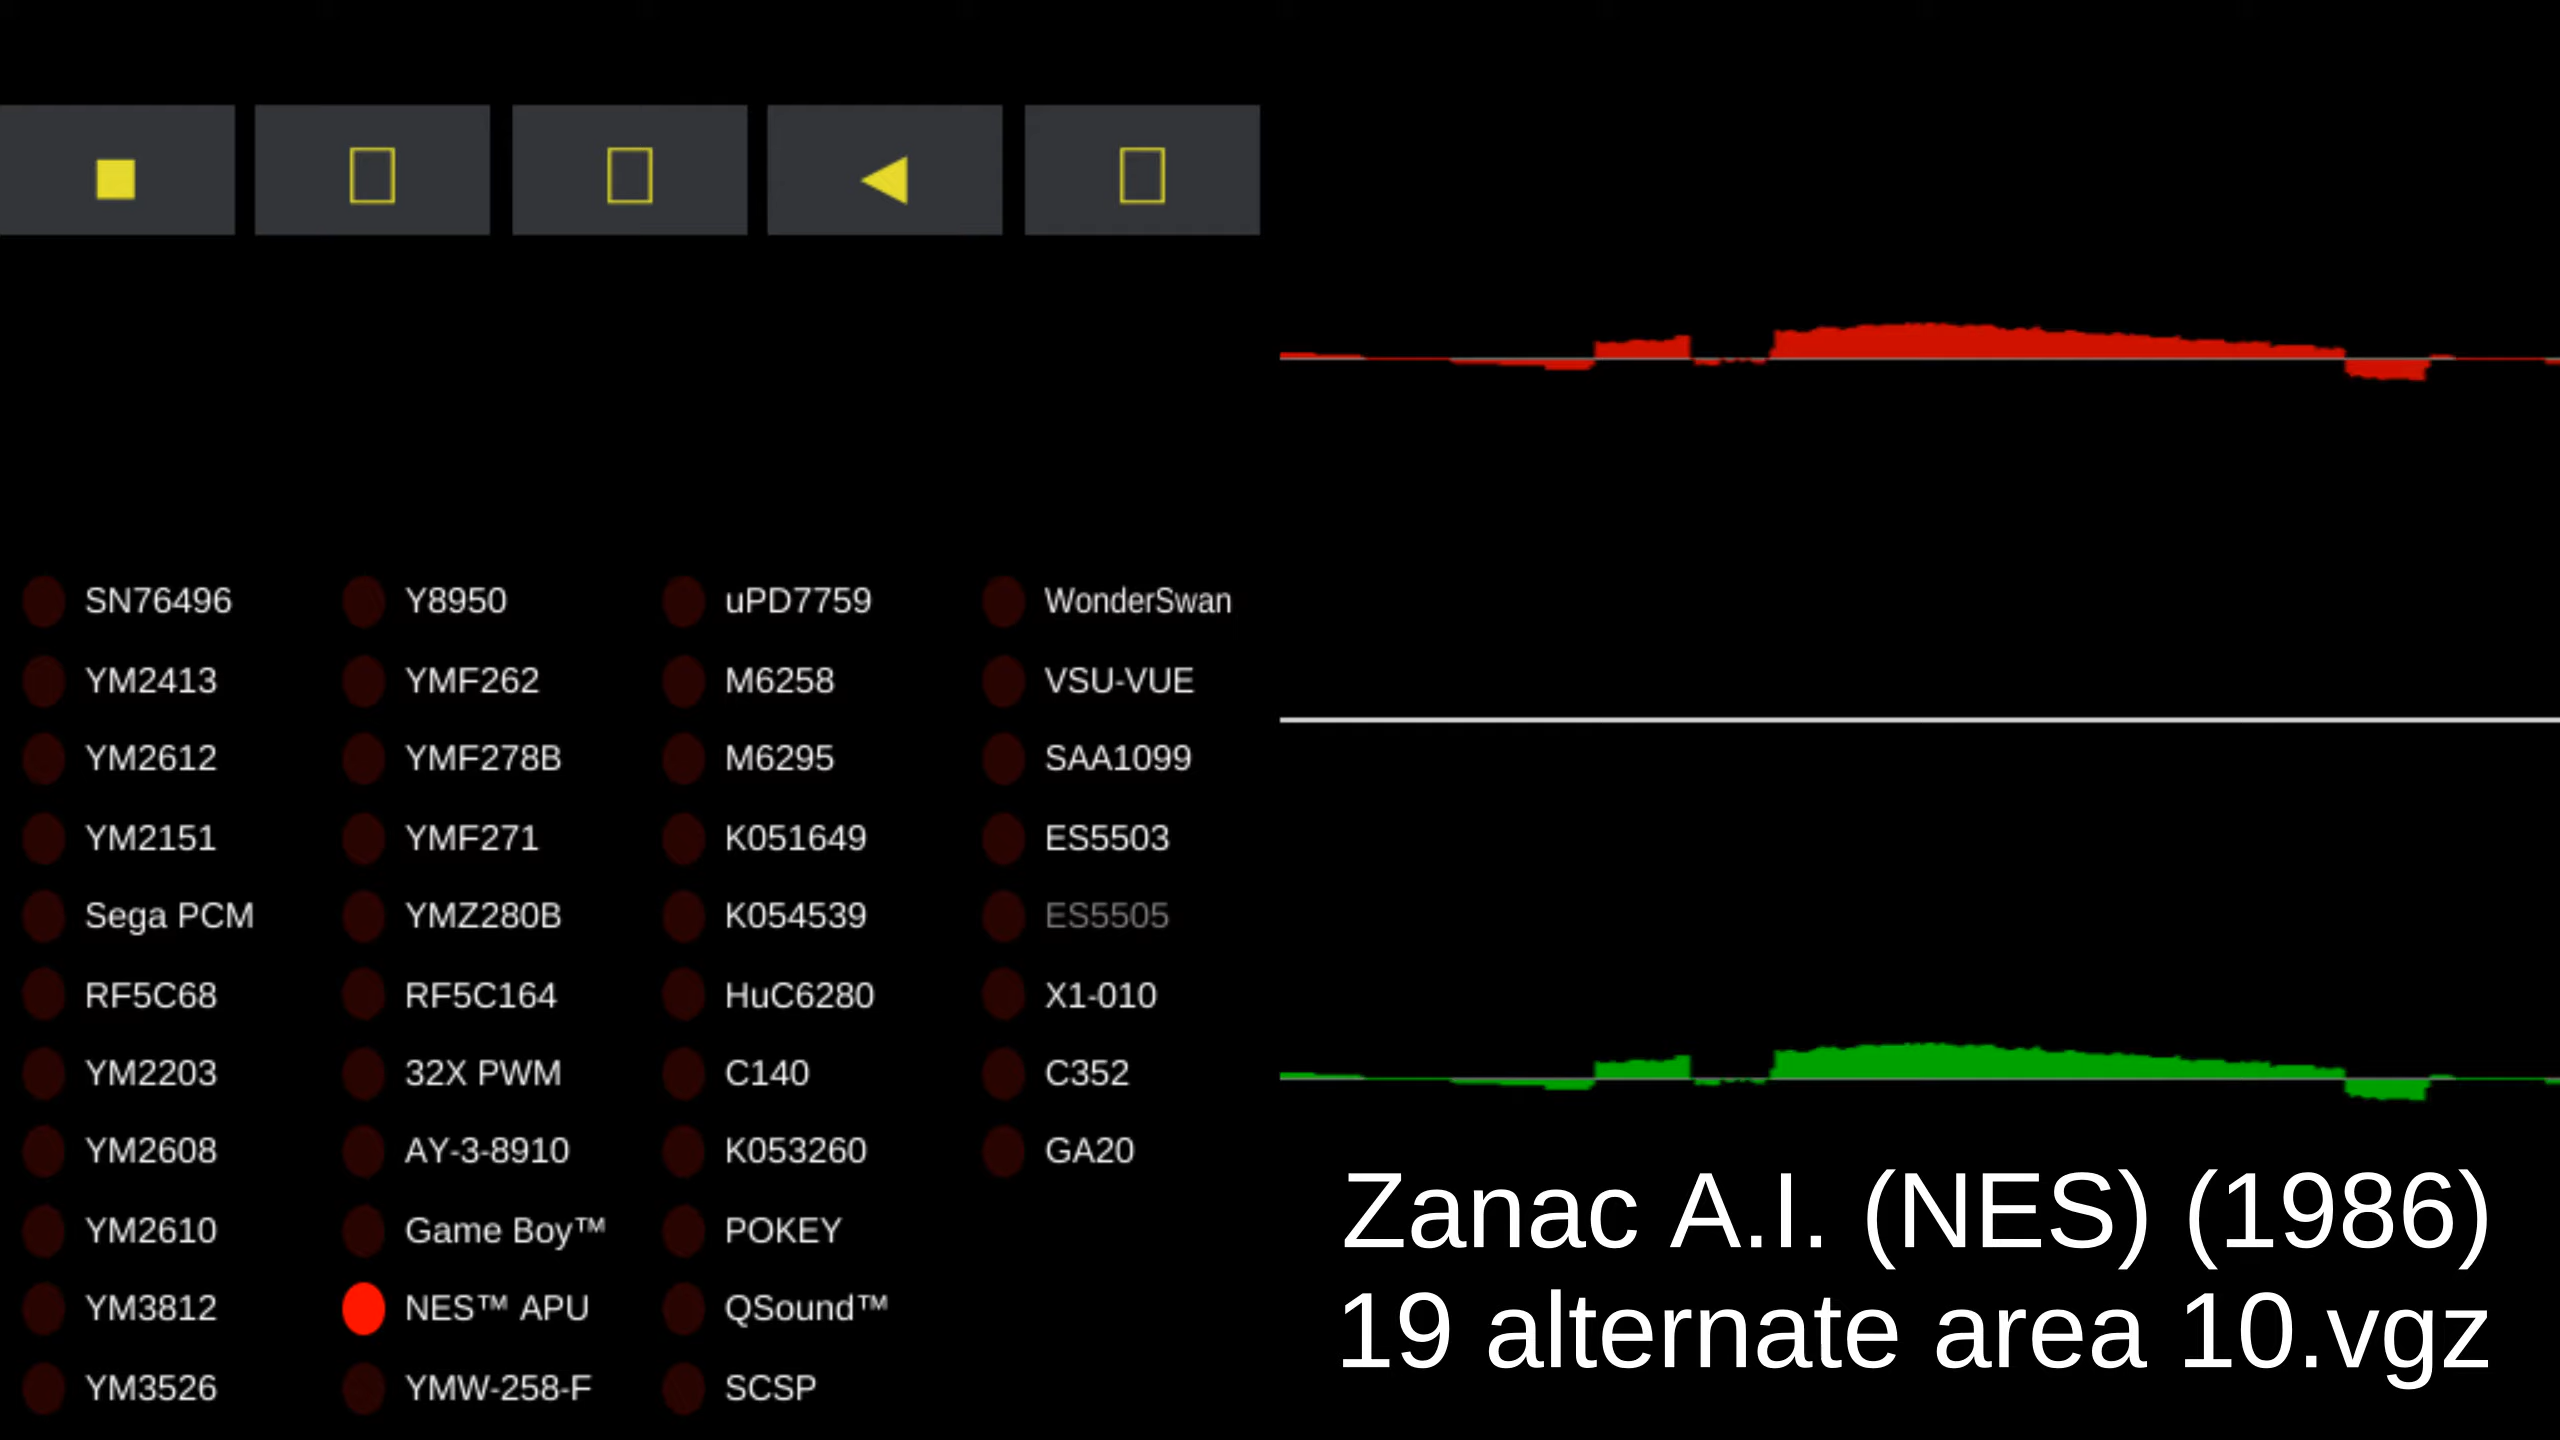 SN76496
YM2413
YM2612
YM2151
Sega PCM
RF5C68
YM2203
YM2608
YM2610
YM3812
YM3526
Y8950
YMF262
YMF278B
YMF271
YMZ280B
RF5C164
32X PWM
AY-3-8910
Game Boy™
NES™ APU
YMW-258-F
uPD7759
M6258
M6295
K051649
K054539
HuC6280
C140
K053260
POKEY
QSound™
SCSP
WonderSwan
VSU-VUE
SAA1099
ES5503
ES5505
X1-010
C352
GA20
Zanac A.I. (NES) (1986)
19 alternate area 10.vgz